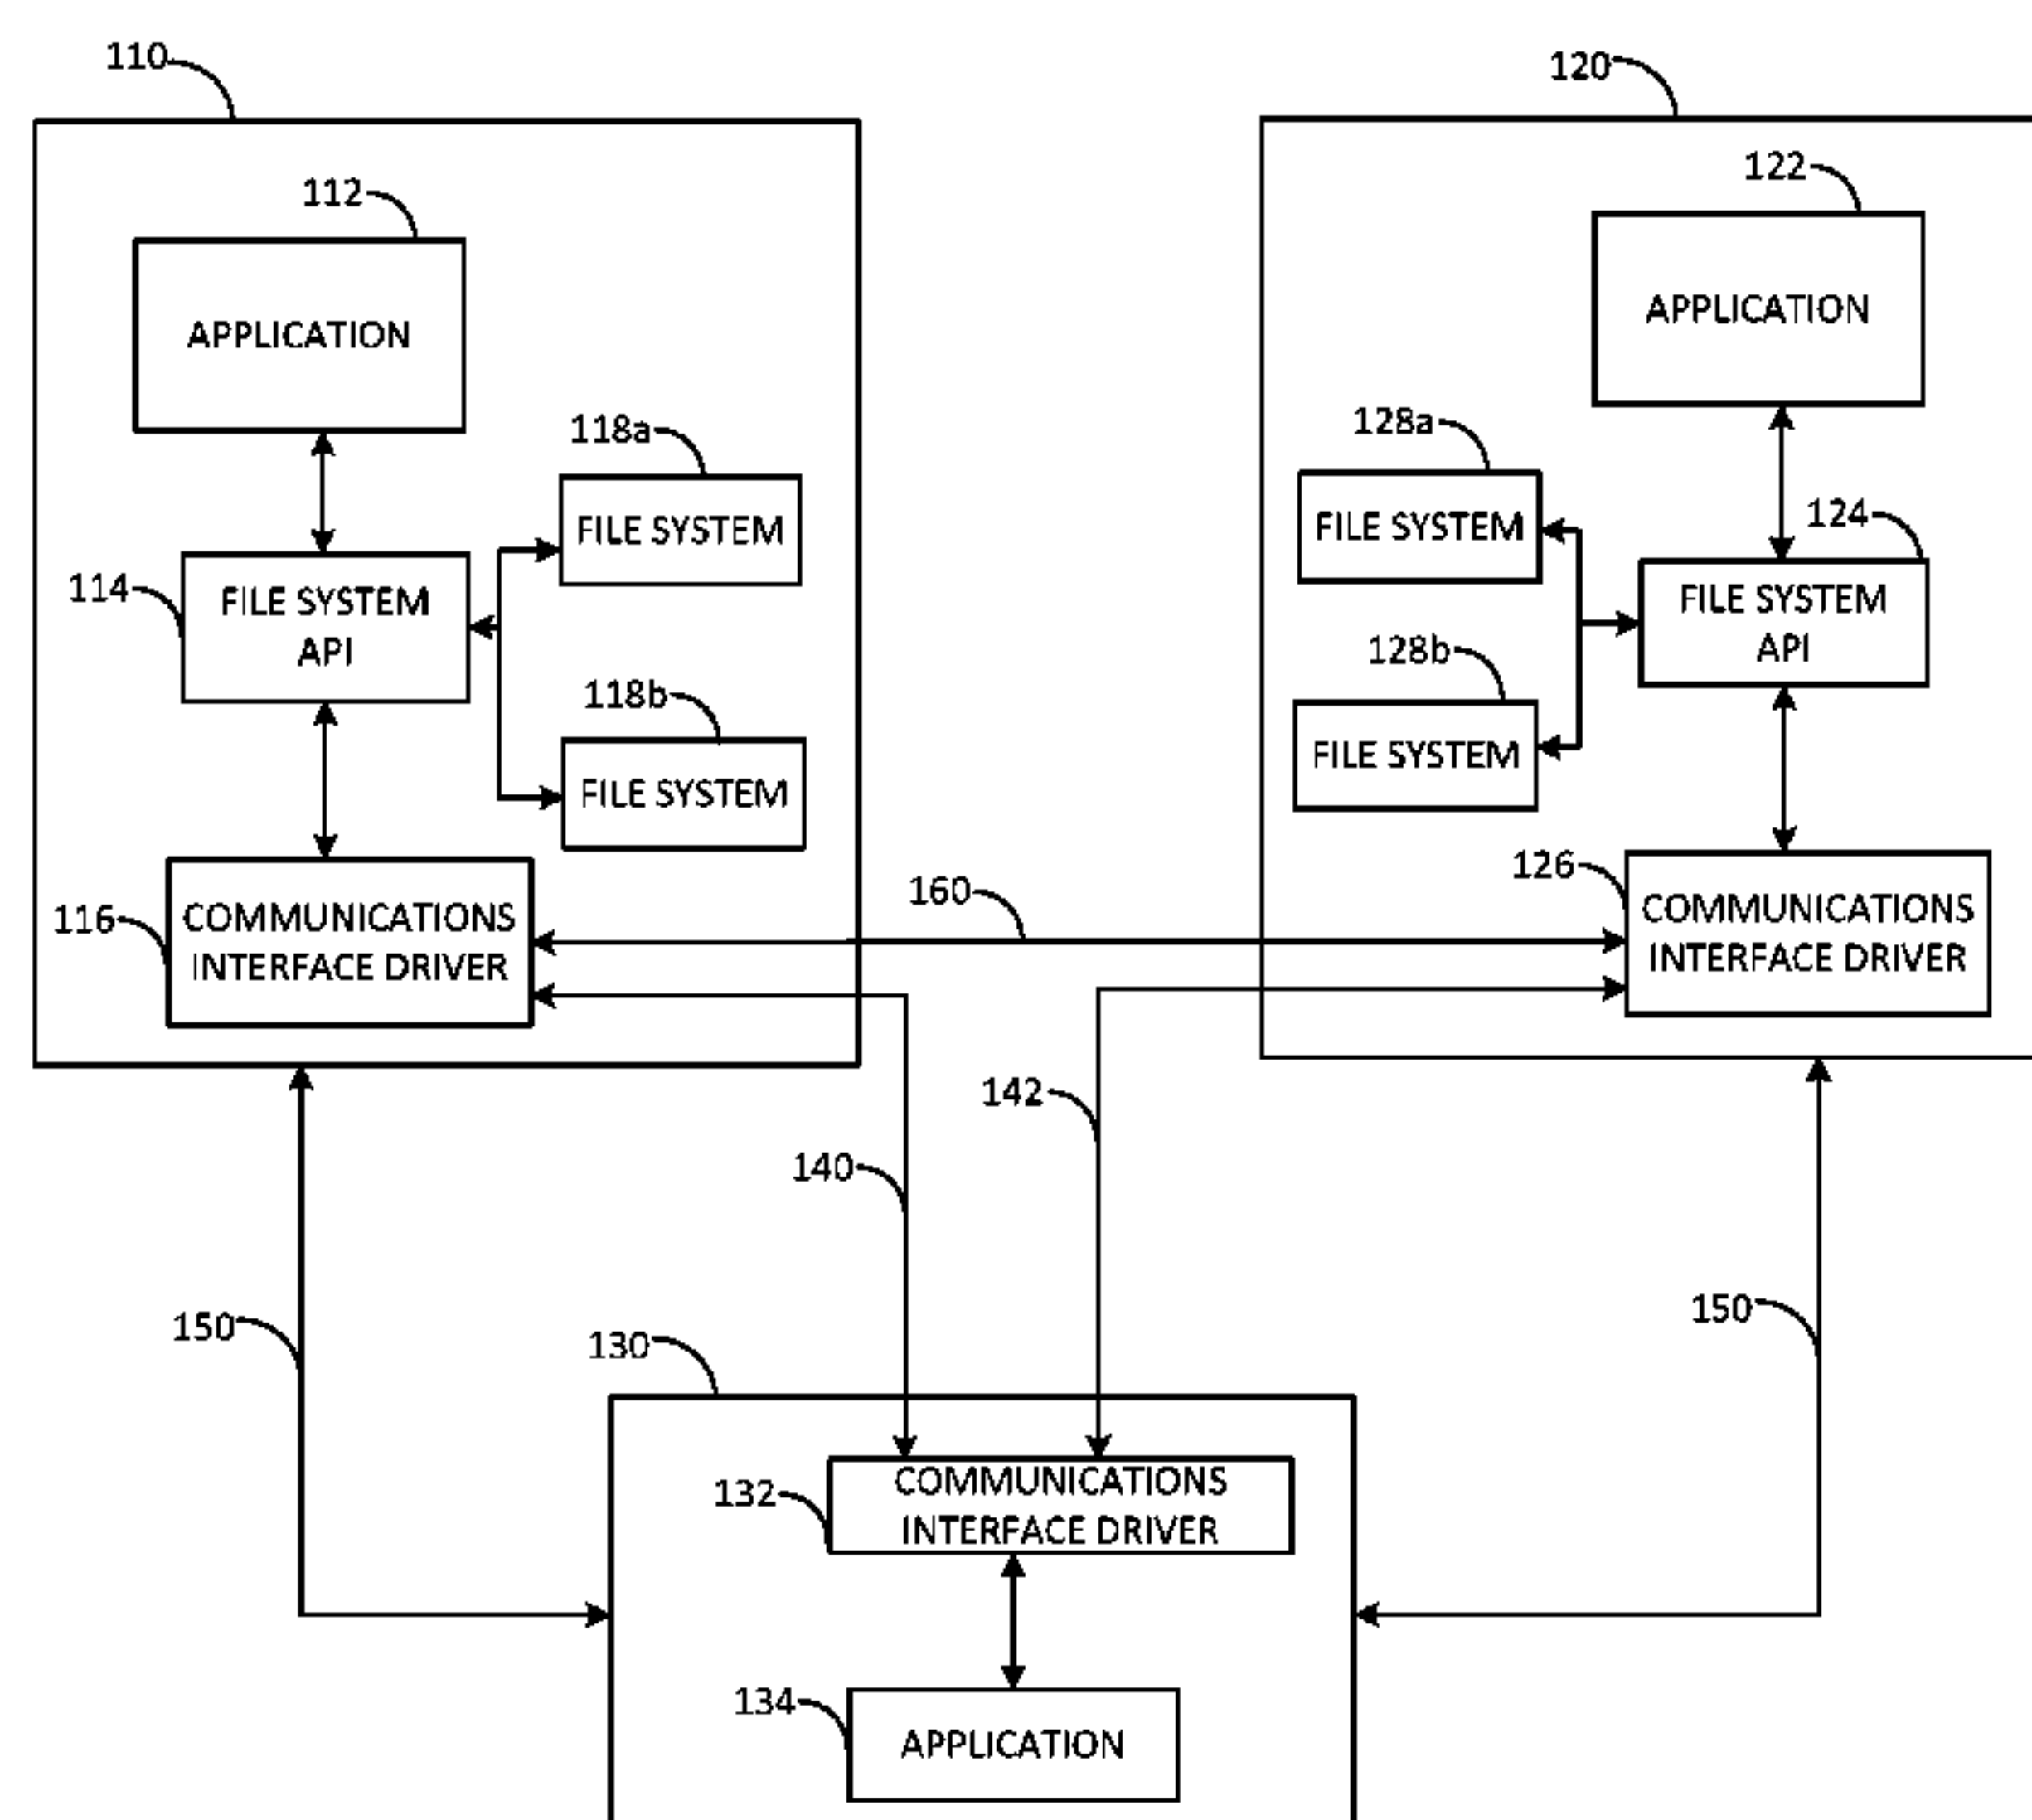 110
120
112
122
APPLICATION
APPLICATION
118a
128a
FILE SYSTEM
FILE SYSTEM
124
114
FILE SYSTEM
API
FILE SYSTEM
API
118b
128b
FILE SYSTEM
FILE SYSTEM
116
COMMUNICATIONS
INTERFACE DRIVER
160
126
COMMUNICATIONS
INTERFACE DRIVER
142
140
150
150
130
132
COMMUNICATIONS
INTERFACE DRIVER
134
APPLICATION